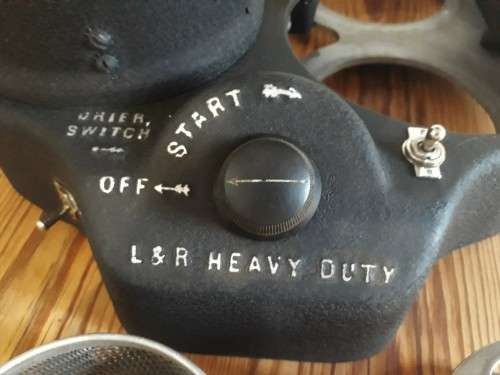 DRIER
SWITCH
START
OFF
L&R HEAVY DUTY